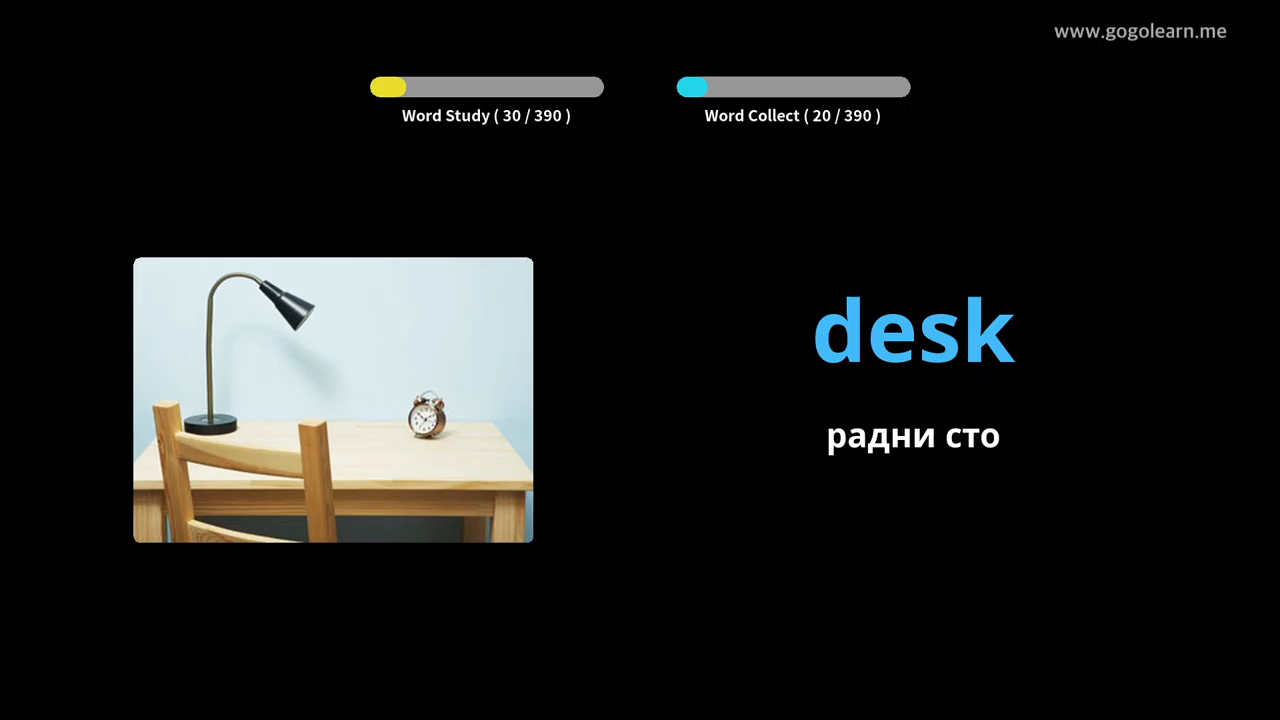 www.gogolearn.me
Word Study ( 30 / 390 )
Word Collect ( 20 / 390 )
desk
радни сто